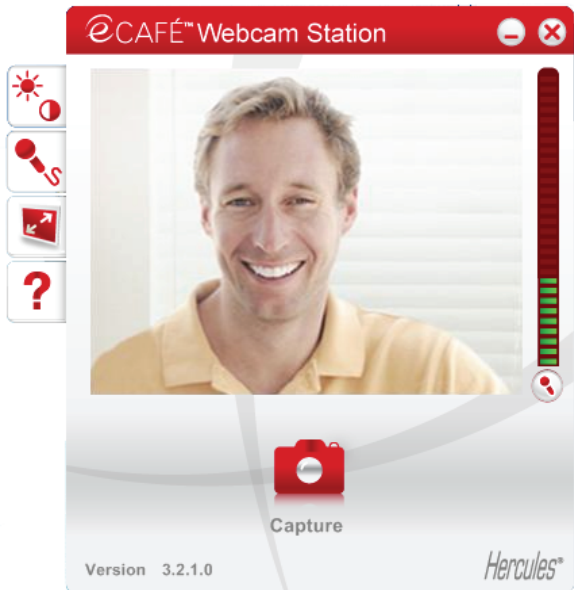 eCAFÉ™ Webcam Station
?
Capture
Version 3.2.1.0
Hercules®